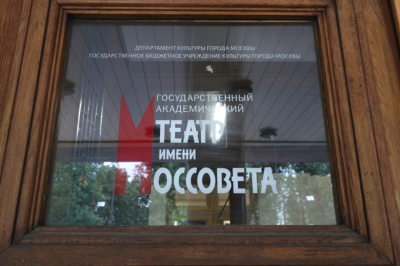 ДЕПАРТАМЕНТ КУЛЬТУРЫ ГОРОДА МОСКВЫ
ГОСУДАРСТВЕННОЕ БЮДЖЕТНОЕ УЧРЕЖДЕНИЕ КУЛЬТУРЫ ГОРОДА МОСКВЫ
ГОСУДАРСТВЕННЫЙ
АКАДЕМИЧЕСКИЙ
ТЕАТР
ИМЕНИ
МОССОВЕТА